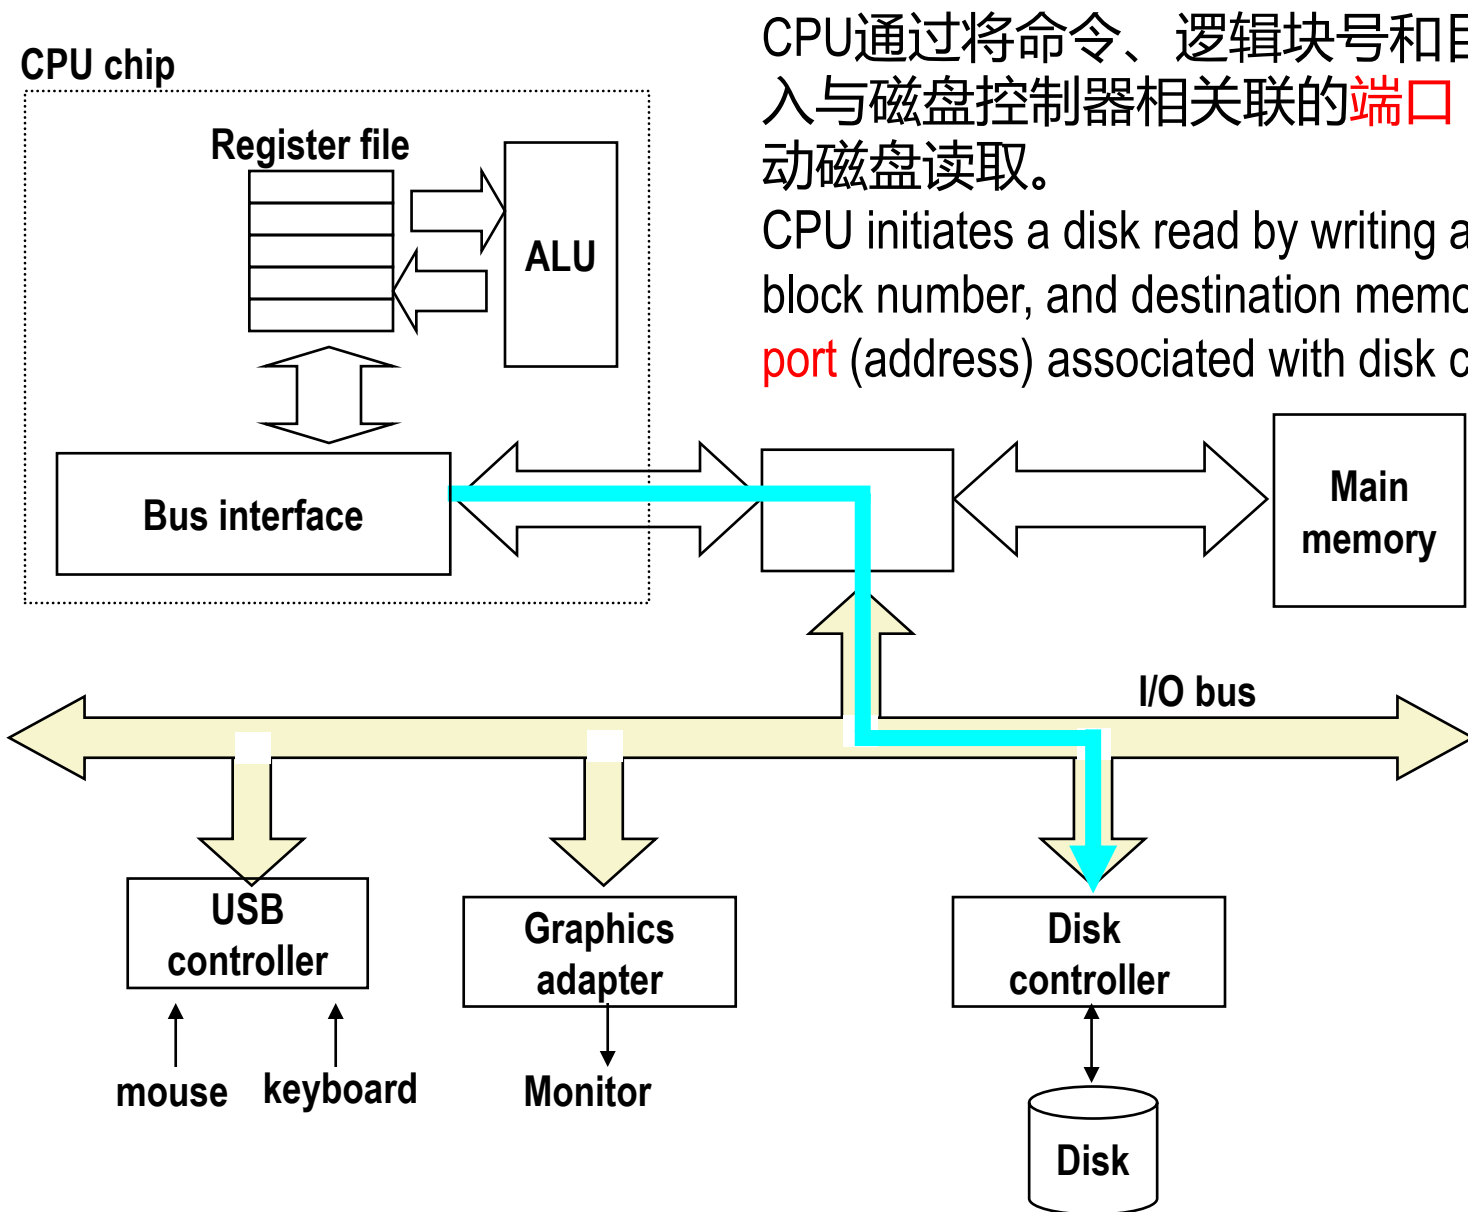 CPU通过将命令、逻辑块号和
入与磁盘控制器相关联的端口
动磁盘读取。
CPU initiates a disk read by writing a
block number, and destination
port (address) associated with disk
CPU chip
Register file
ALU
Bus interface
Main
memory
I/O bus
USB
controller
Graphics
adapter
Disk
controller
mouse
keyboard
Monitor
Disk